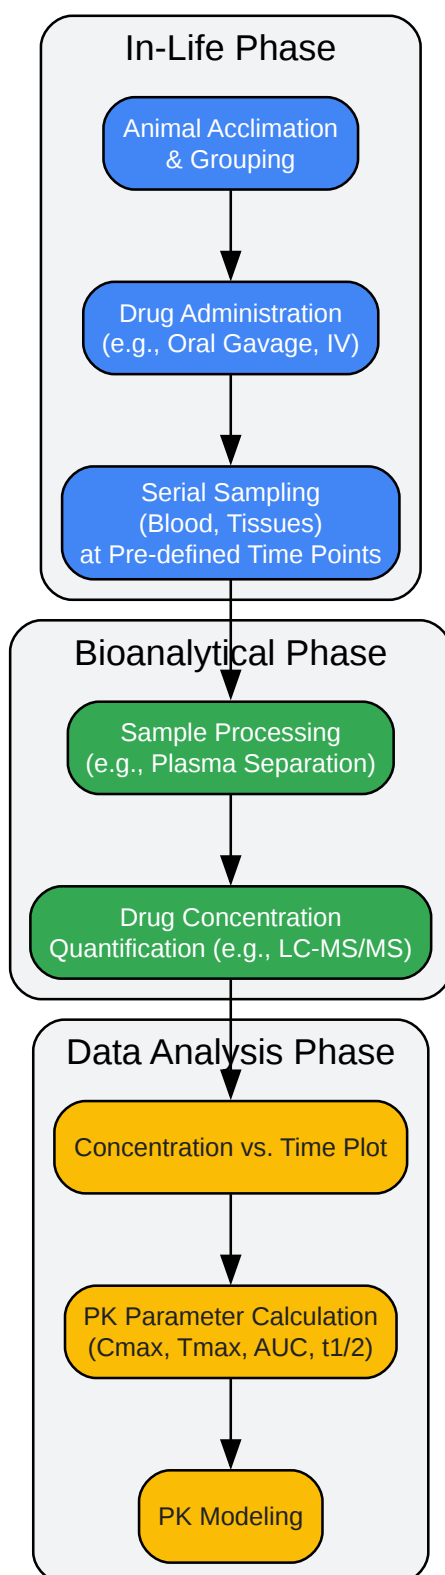 In-Life Phase
Animal Acclimation
& Grouping
Drug Administration
(e.g., Oral Gavage, IV)
Serial Sampling
(Blood, Tissues)
at Pre-defined Time Points
Bioanalytical Phase
Sample Processing
(e.g., Plasma Separation)
Drug Concentration
Quantification (e.g., LC-MS/MS)
Data Analysis Phase
Concentration vs. Time Plot
PK Parameter Calculation
(Cmax, Tmax, AUC, t1/2)
PK Modeling